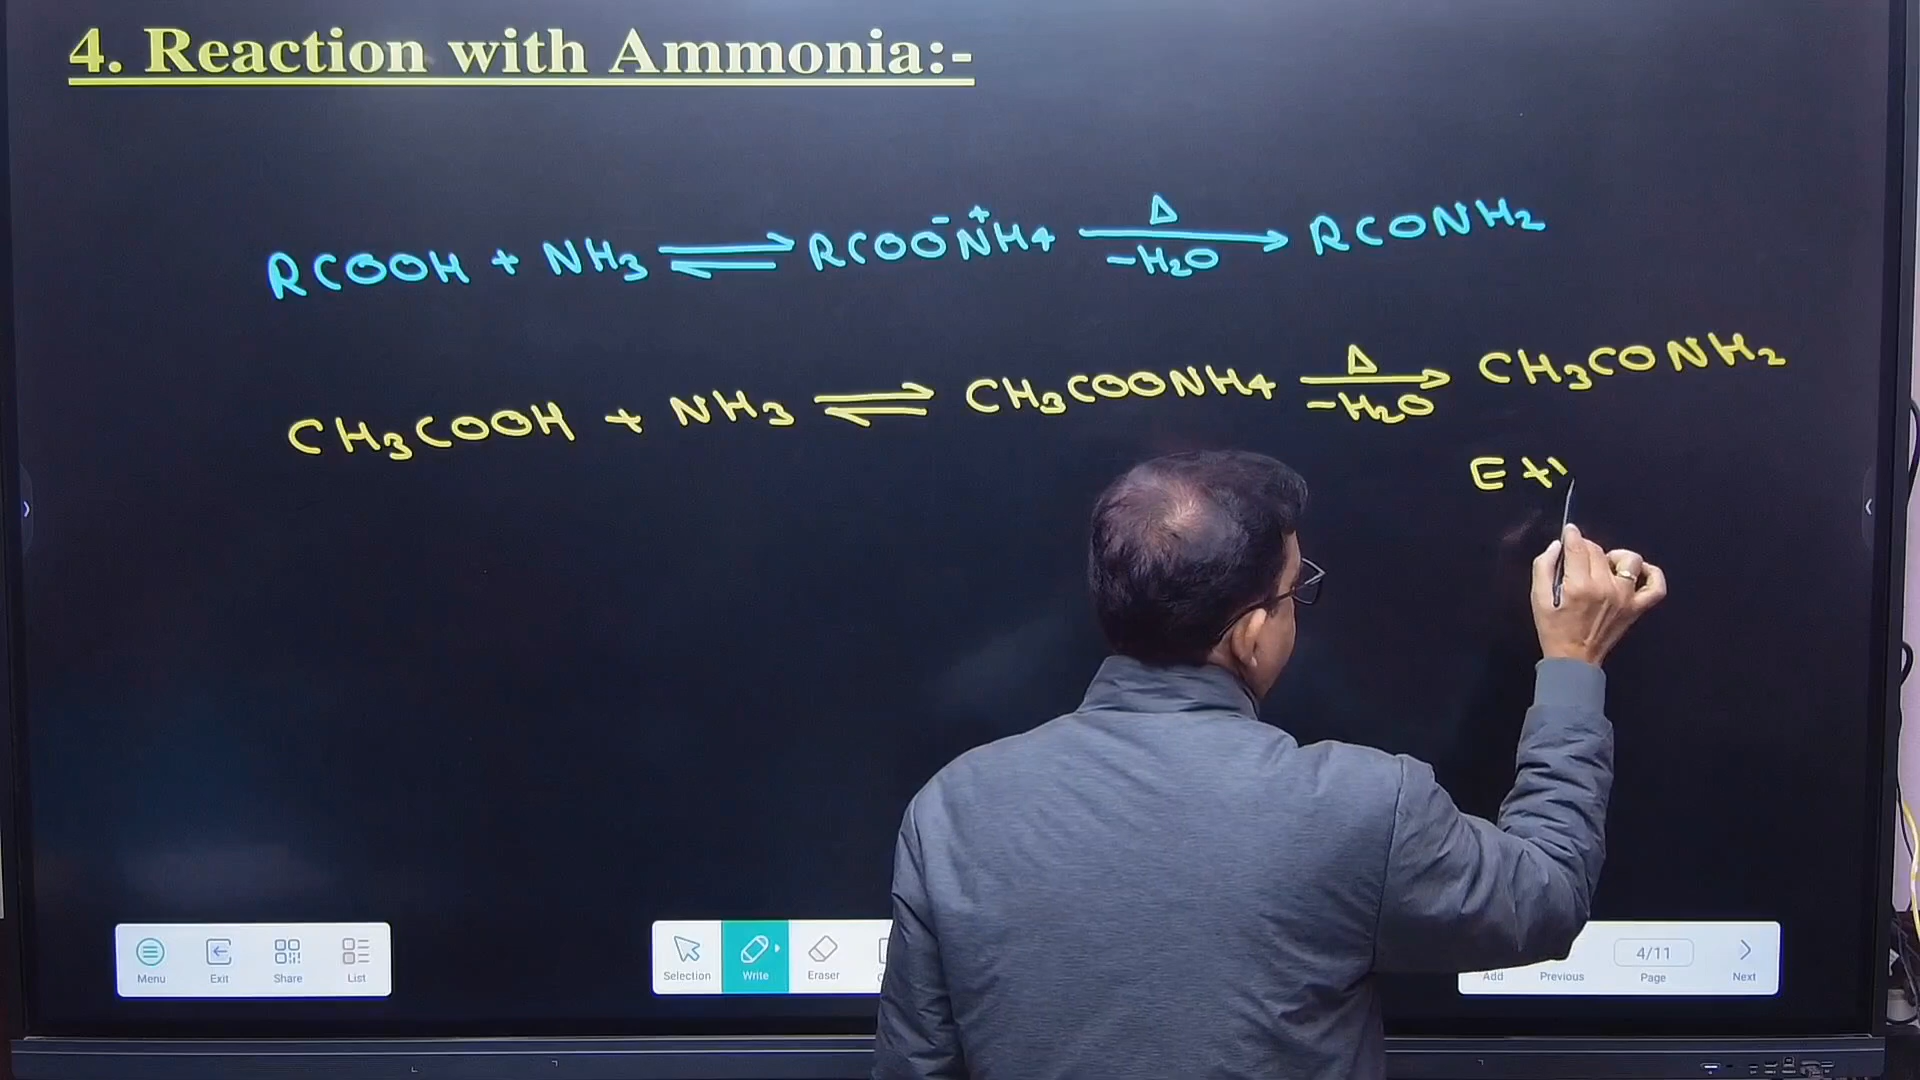 4. Reaction with Ammonia:-
RCOOH + NH₃ ⇌ RCOO⁻N⁺H₄ —Δ/−H₂O→ RCONH₂
CH₃COOH + NH₃ ⇌ CH₃COONH₄ —Δ/−H₂O→ CH₃CONH₂
Menu Exit Share List Selection Write Eraser Add Previous 4/11 Page Next